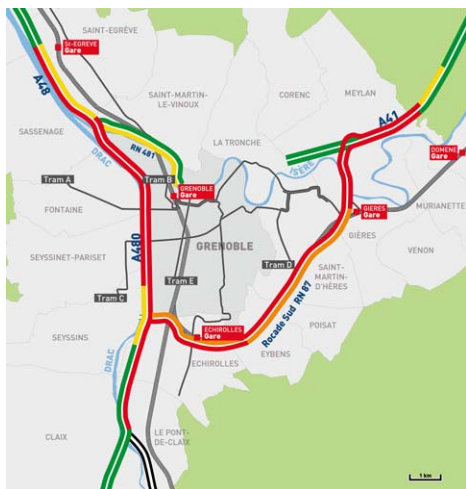 SAINT-EGRÈVE
St-EGREVE
Gare
A48
SAINT-MARTIN-
LE-VINOUX
CORENC
MEYLAN
A41
SASSENAGE
RN 481
LA TRONCHE
ISÈRE
DOMENE
Gare
DRAC
Tram A
Tram B
GRENOBLE
Gare
MURIANETTE
FONTAINE
GIERES
Gare
GIÈRES
A480
GRENOBLE
VENON
SEYSSINET-PARISET
Tram D
Tram E
SAINT-
MARTIN-
D'HÈRES
Tram C
Rocade Sud RN 87
POISAT
SEYSSINS
ECHIROLLES
Gare
EYBENS
DRAC
ECHIROLLES
CLAIX
LE PONT-
DE-CLAIX
1 km